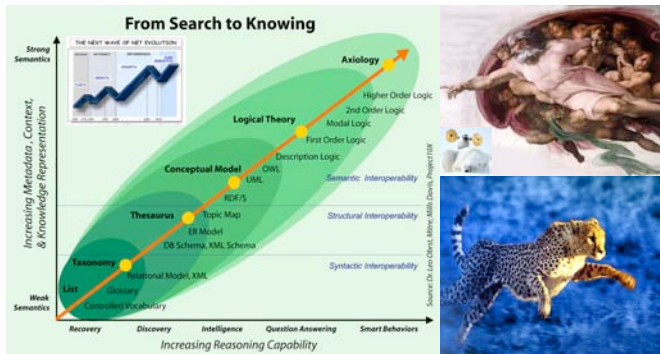 From Search to Knowing
Strong
Semantics
THE NEXT WAVE OF NET EVOLUTION
Axiology
Higher Order Logic
2nd Order Logic
Modal Logic
Logical Theory
First Order Logic
Description Logic
Conceptual Model
OWL
UML
Semantic Interoperability
RDF/S
Thesaurus
Topic Map
Structural Interoperability
ER Model
DB Schema, XML Schema
Taxonomy
Syntactic Interoperability
Relational Model, XML
List
Glossary
Weak
Semantics
Controlled Vocabulary
Recovery
Discovery
Intelligence
Question Answering
Smart Behaviors
Increasing Reasoning Capability
Increasing Metadata, Context,
& Knowledge Representation
Source: Dr. Leo Obrst, Mitre; Mills Davis, Project10X